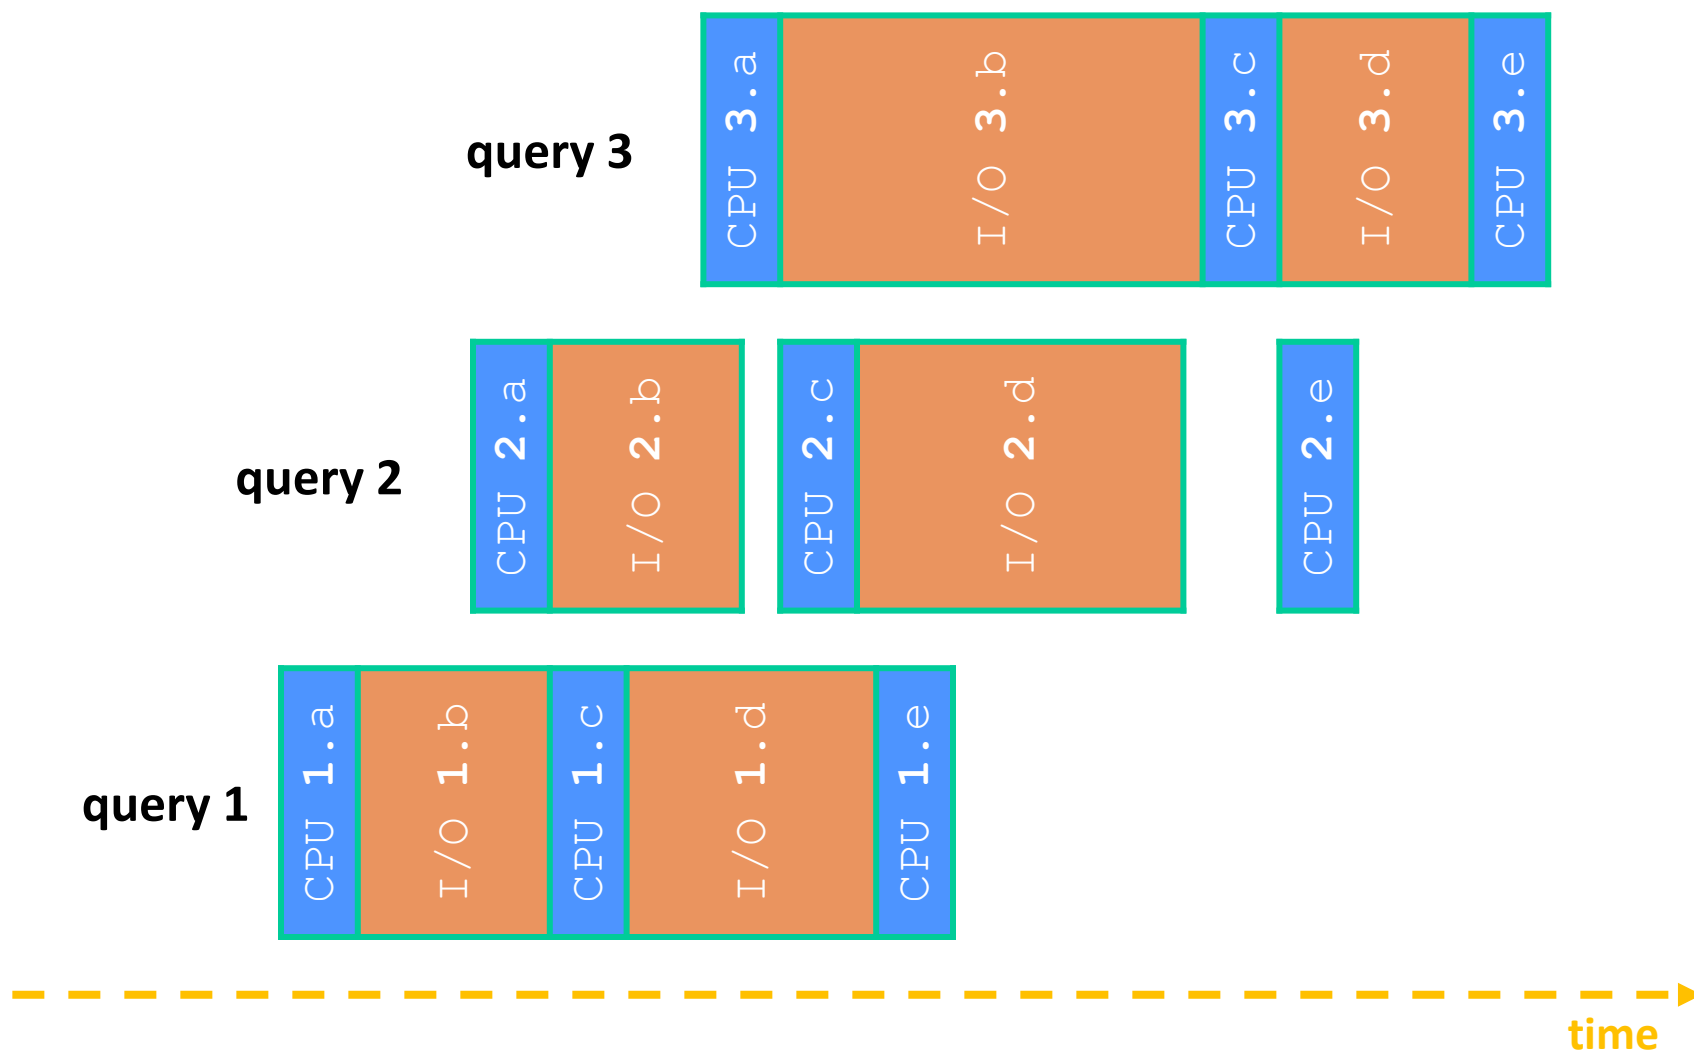 query 3
CPU 3.a
I/O 3.b
CPU 3.c
I/O 3.d
CPU 3.e
query 2
CPU 2.a
I/O 2.b
CPU 2.c
I/O 2.d
CPU 2.e
query 1
CPU 1.a
I/O 1.b
CPU 1.c
I/O 1.d
CPU 1.e
time